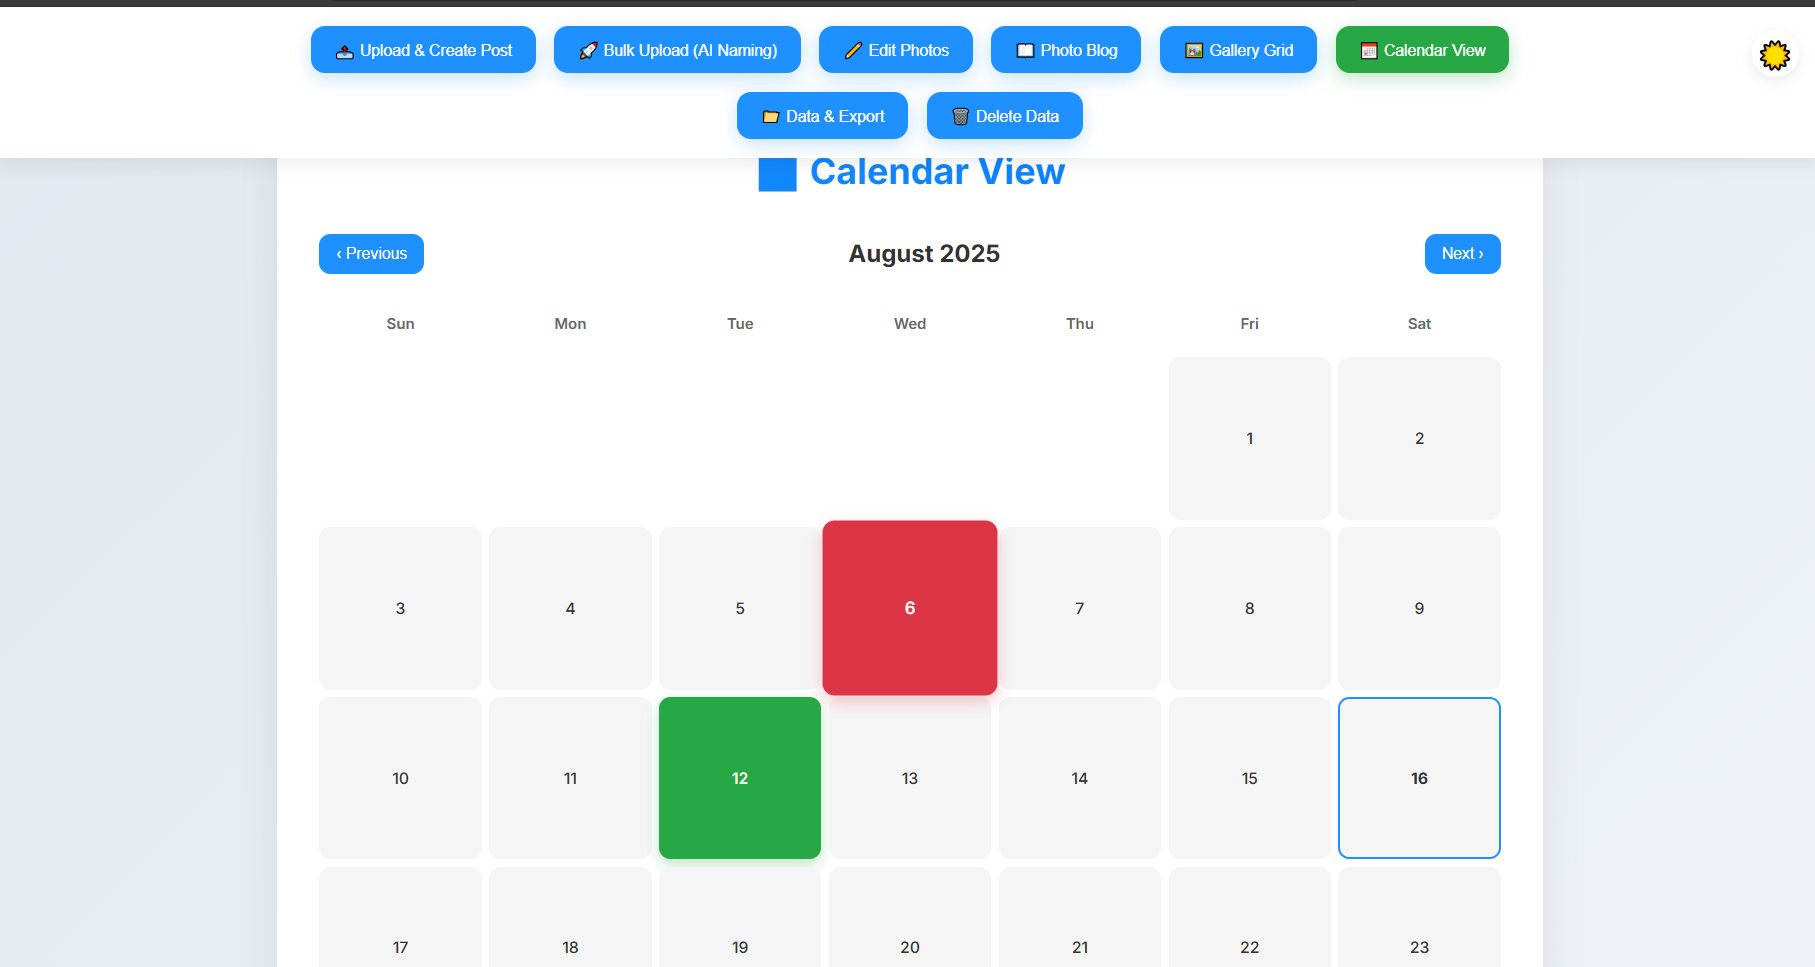 Upload & Create Post
Bulk Upload (AI Naming)
Edit Photos
Photo Blog
Gallery Grid
Calendar View
Data & Export
Delete Data
Calendar View
‹ Previous
August 2025
Next ›
Sun Mon Tue Wed Thu Fri Sat
1 2
3 4 5 6 7 8 9
10 11 12 13 14 15 16
17 18 19 20 21 22 23